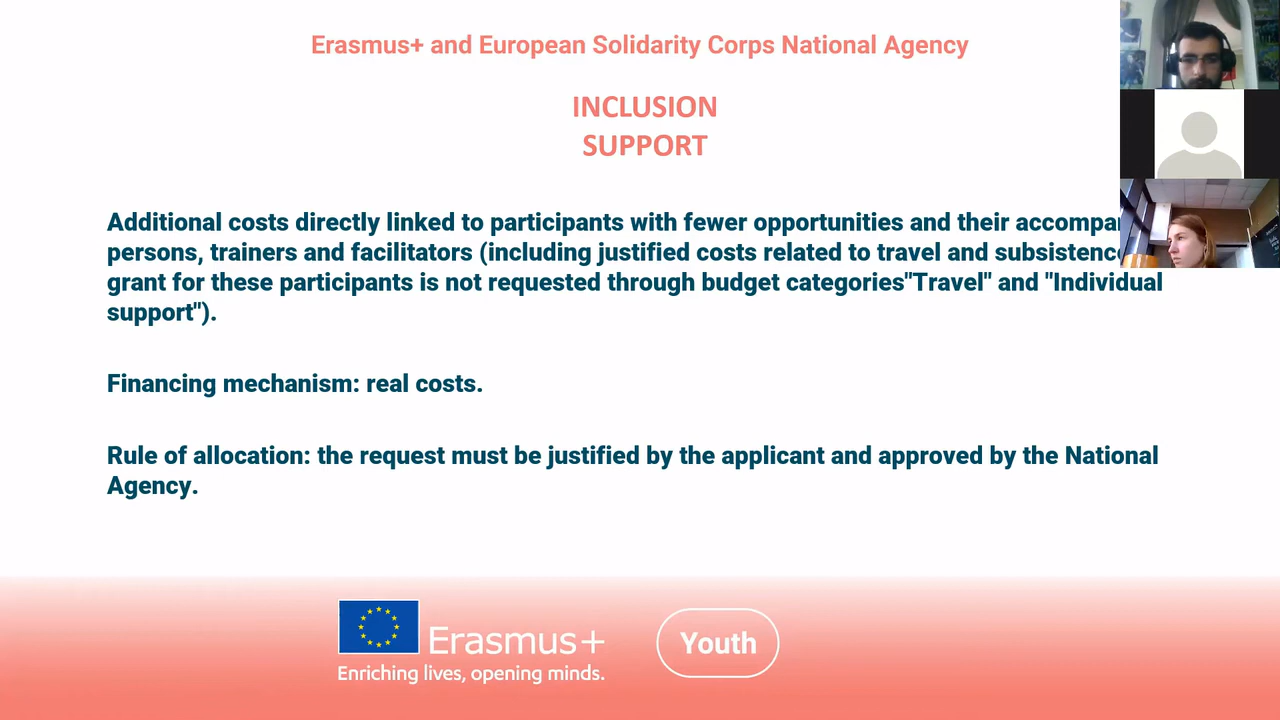 Erasmus+ and European Solidarity Corps National Agency
INCLUSION
SUPPORT
Additional costs directly linked to participants with fewer opportunities and their
persons, trainers and facilitators (including justified costs related to travel and subsistence
grant for these participants is not requested through budget categories"Travel" and "Individual
support").
Financing mechanism: real costs.
Rule of allocation: the request must be justified by the applicant and approved by the National
Agency.
Erasmus+
Enriching lives, opening minds.
Youth